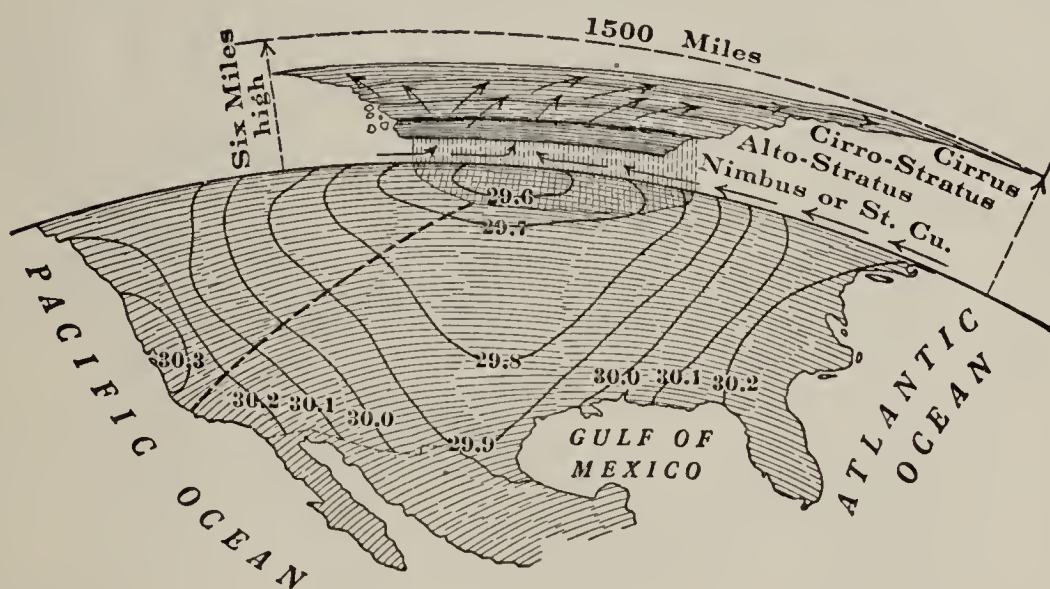 1500 Miles
Six Miles
high
Cirrus
Cirro-Stratus
Alto-Stratus
Nimbus or St. Cu.
29.6
29.7
29.8
29.9
30.3
30.2
30.1
30.0
30.0
30.1
30.2
PACIFIC OCEAN
GULF OF
MEXICO
ATLANTIC
OCEAN